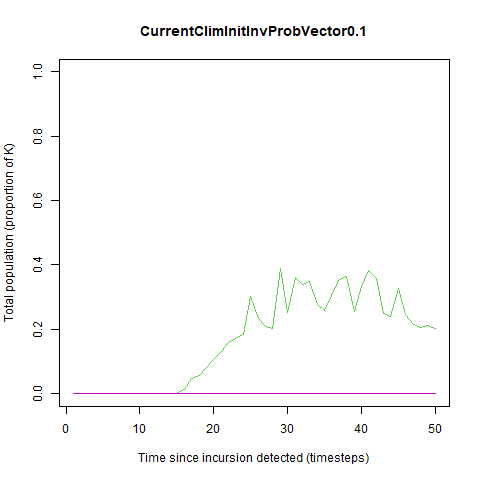 CurrentClimInitInvProbVector0.1
Total population (proportion of K)
1.0
0.8
0.6
0.4
0.2
0.0
0 10 20 30 40 50
Time since incursion detected (timesteps)